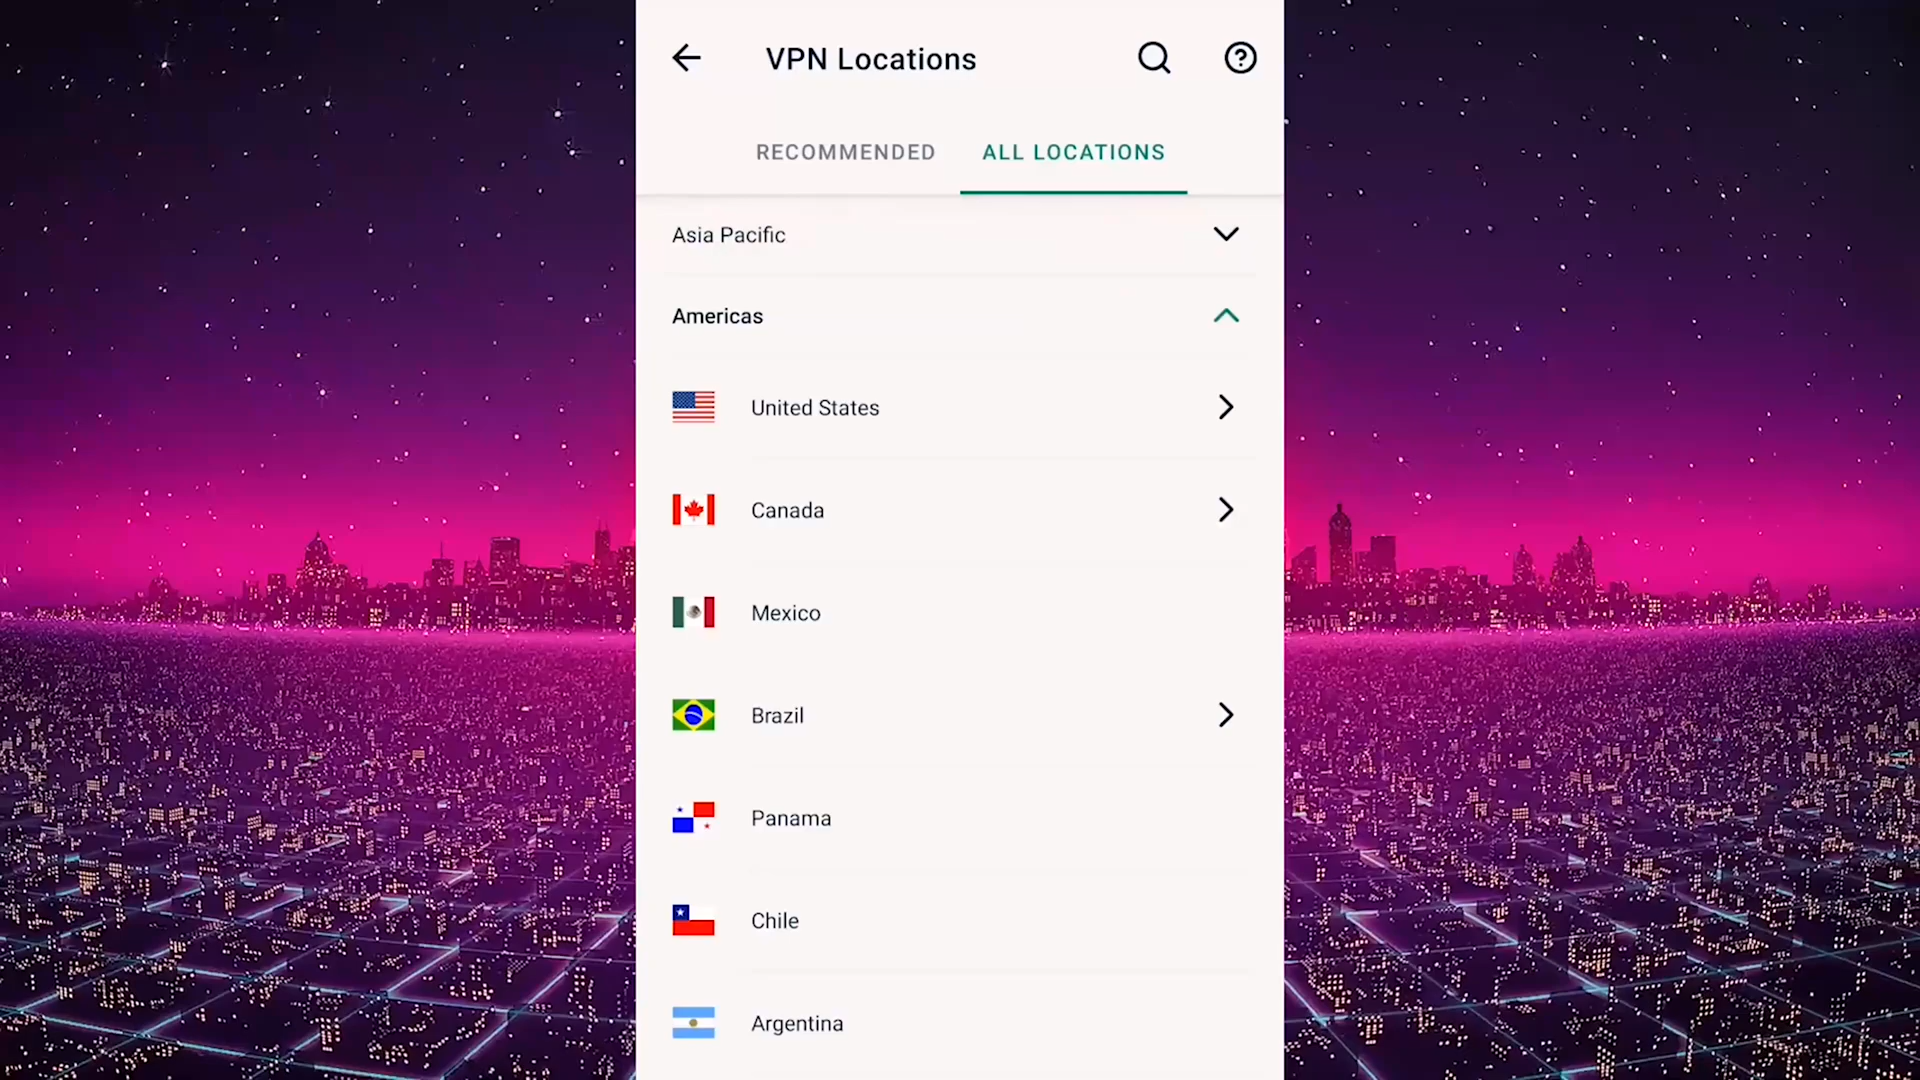 VPN Locations
RECOMMENDED
ALL LOCATIONS
Asia Pacific
Americas
United States
Canada
Mexico
Brazil
Panama
Chile
Argentina